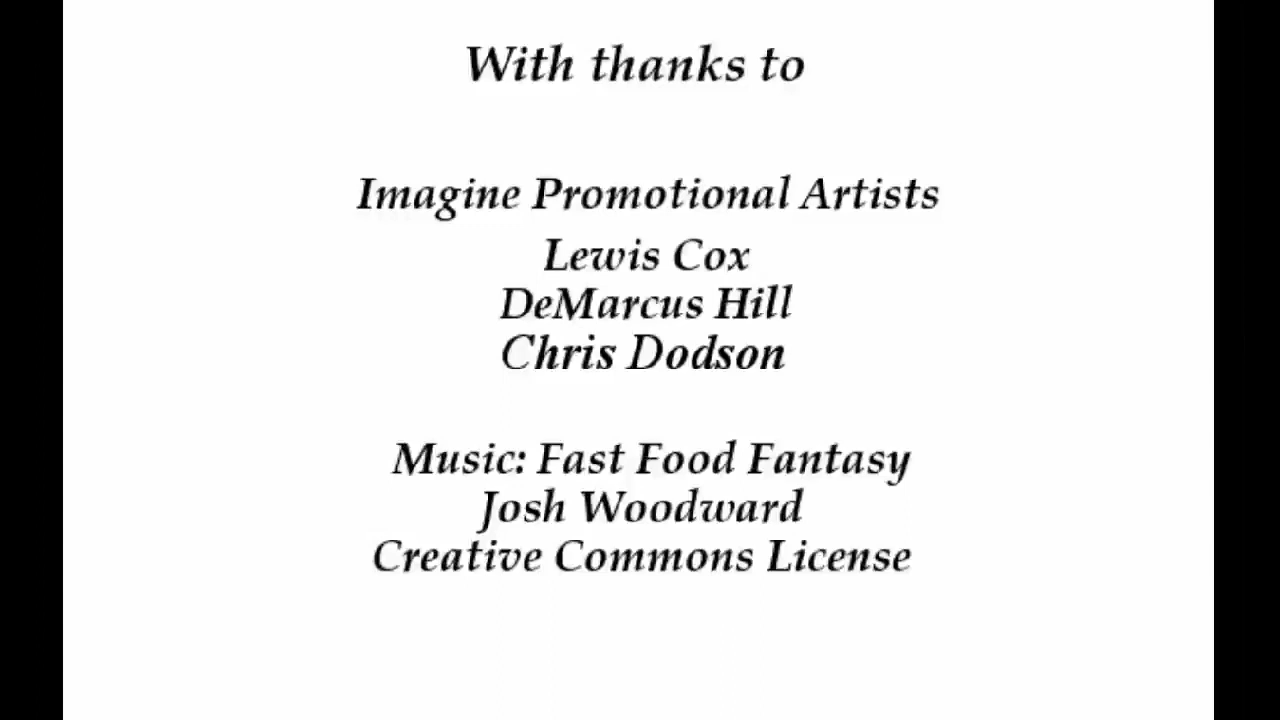 With thanks to
Imagine Promotional Artists
Lewis Cox
DeMarcus Hill
Chris Dodson
Music: Fast Food Fantasy
Josh Woodward
Creative Commons License